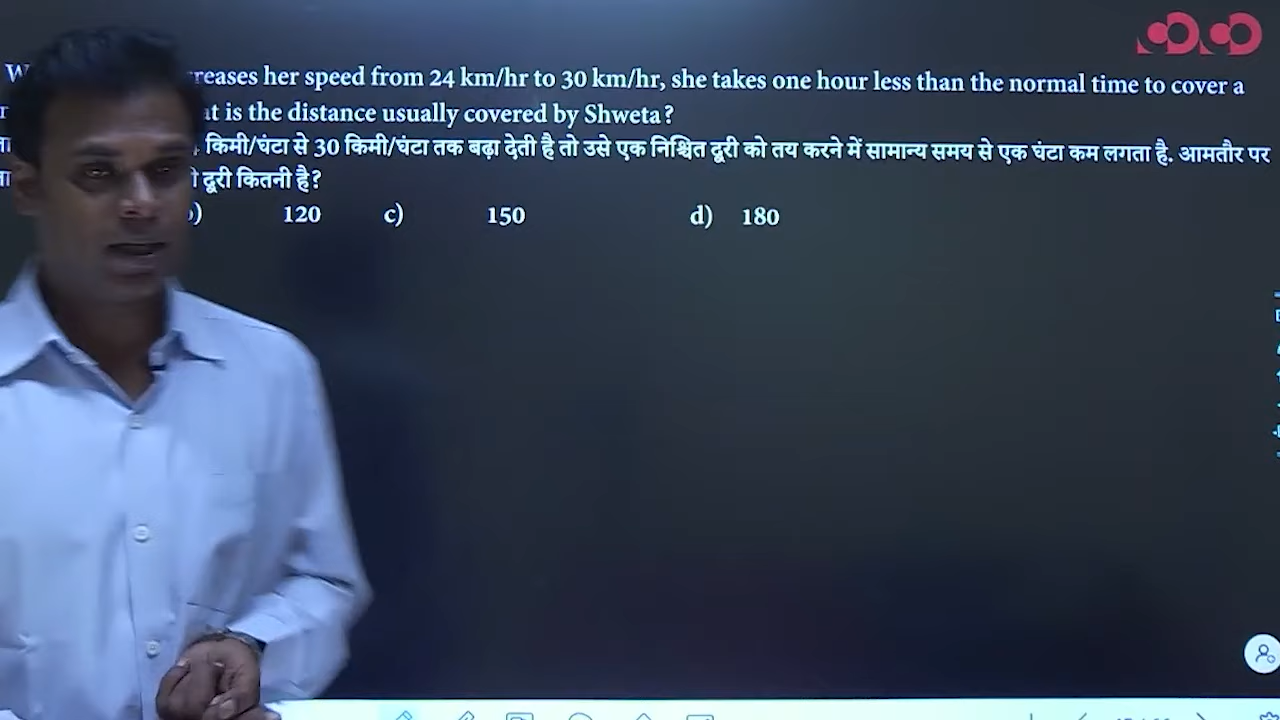 her speed from 24 km/hr to 30 km/hr, she takes one hour less than the normal time to cover a
is the distance usually covered by Shweta?
किमी/घंटा से 30 किमी/घंटा तक बढ़ा देती है तो उसे एक निश्चित दूरी को तय करने में सामान्य समय से एक घंटा कम लगता है. आमतौर पर
दूरी कितनी है?
120 c) 150 d) 180